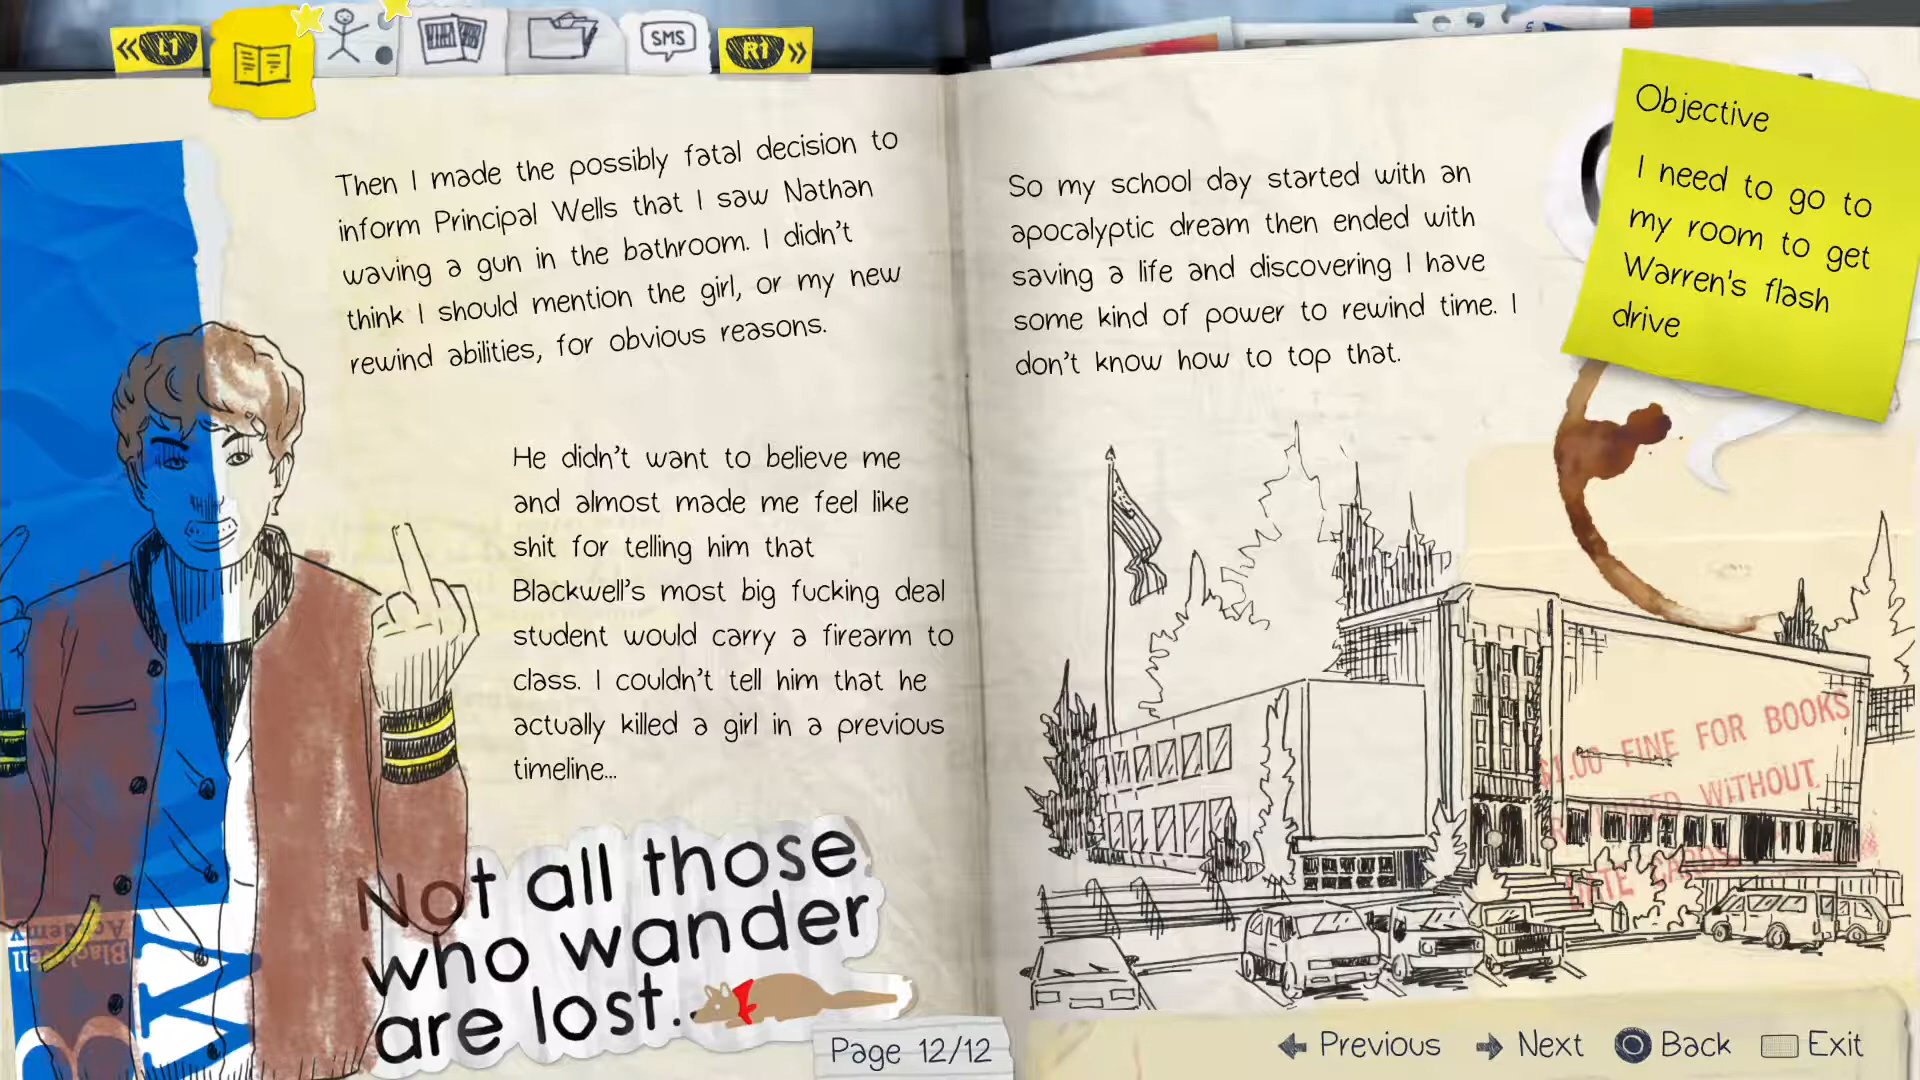 L1
SMS
R1
Then I made the possibly fatal decision to
inform Principal Wells that I saw Nathan
waving a gun in the bathroom. I didn't
think I should mention the girl, or my new
rewind abilities, for obvious reasons.
He didn't want to believe me
and almost made me feel like
shit for telling him that
Blackwell's most big fucking deal
student would carry a firearm to
class. I couldn't tell him that he
actually killed a girl in a previous
timeline...
Not all those
who wander
are lost.
Blackwell
Academy
Page 12/12
So my school day started with an
apocalyptic dream then ended with
saving a life and discovering I have
some kind of power to rewind time. I
don't know how to top that.
Objective
I need to go to
my room to get
Warren's flash
drive
$1.00 FINE FOR BOOKS
WITHOUT
DATE CARDS
Previous
Next
Back
Exit